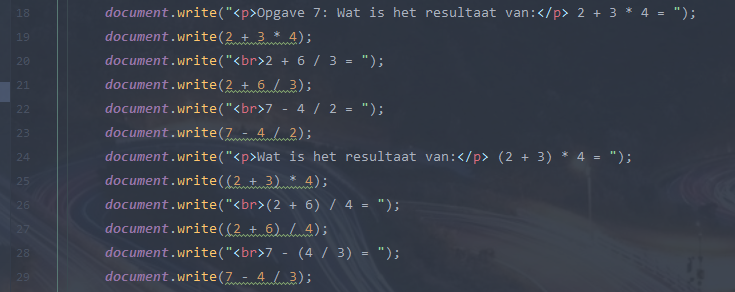 18 document.write("<p>Opgave 7: Wat is het resultaat van:</p> 2 + 3 * 4 = ");
19 document.write(2 + 3 * 4);
20 document.write("<br>2 + 6 / 3 = ");
21 document.write(2 + 6 / 3);
22 document.write("<br>7 - 4 / 2 = ");
23 document.write(7 - 4 / 2);
24 document.write("<p>Wat is het resultaat van:</p> (2 + 3) * 4 = ");
25 document.write((2 + 3) * 4);
26 document.write("<br>(2 + 6) / 4 = ");
27 document.write((2 + 6) / 4);
28 document.write("<br>7 - (4 / 3) = ");
29 document.write(7 - 4 / 3);